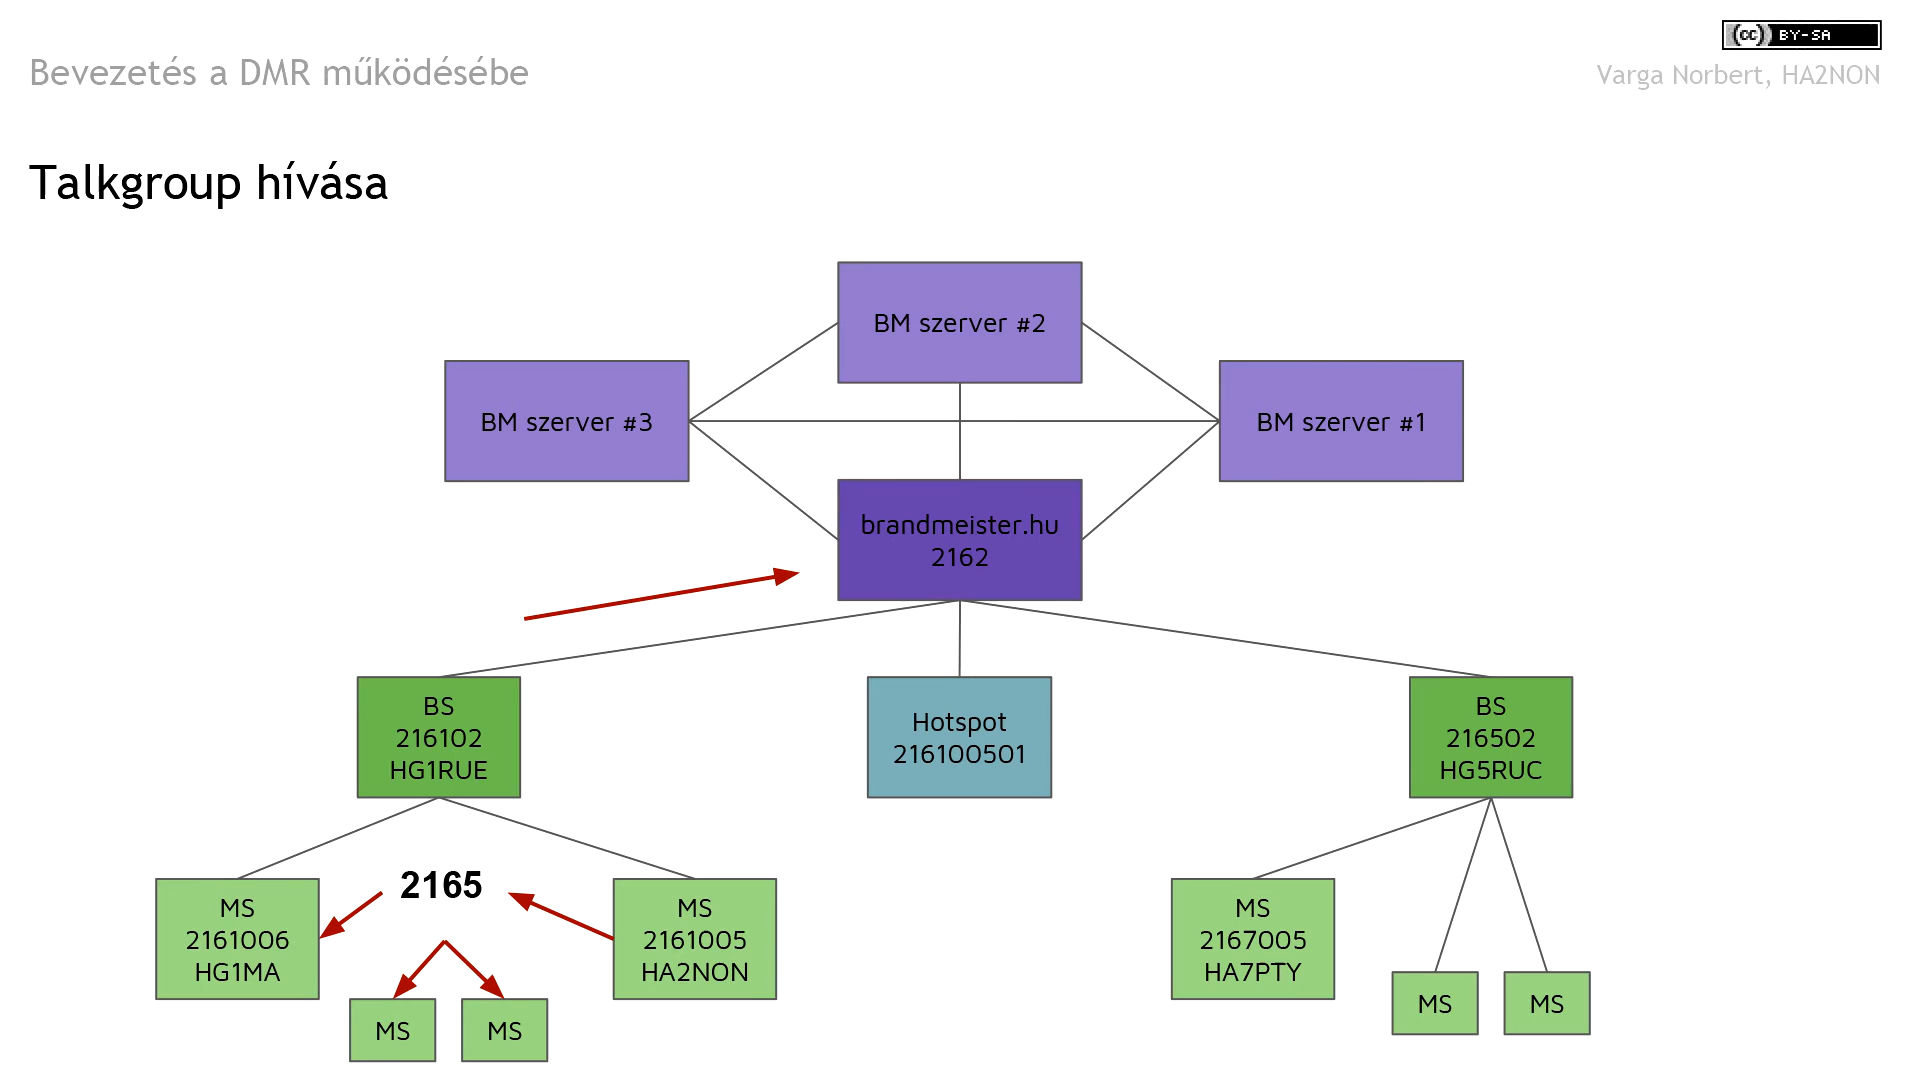 (cc) BY-SA
Bevezetés a DMR működésébe
Varga Norbert, HA2NON
Talkgroup hívása
BM szerver #2
BM szerver #3
BM szerver #1
brandmeister.hu
2162
BS
216102
HG1RUE
Hotspot
216100501
BS
216502
HG5RUC
2165
MS
2161006
HG1MA
MS
2161005
HA2NON
MS
2167005
HA7PTY
MS
MS
MS
MS